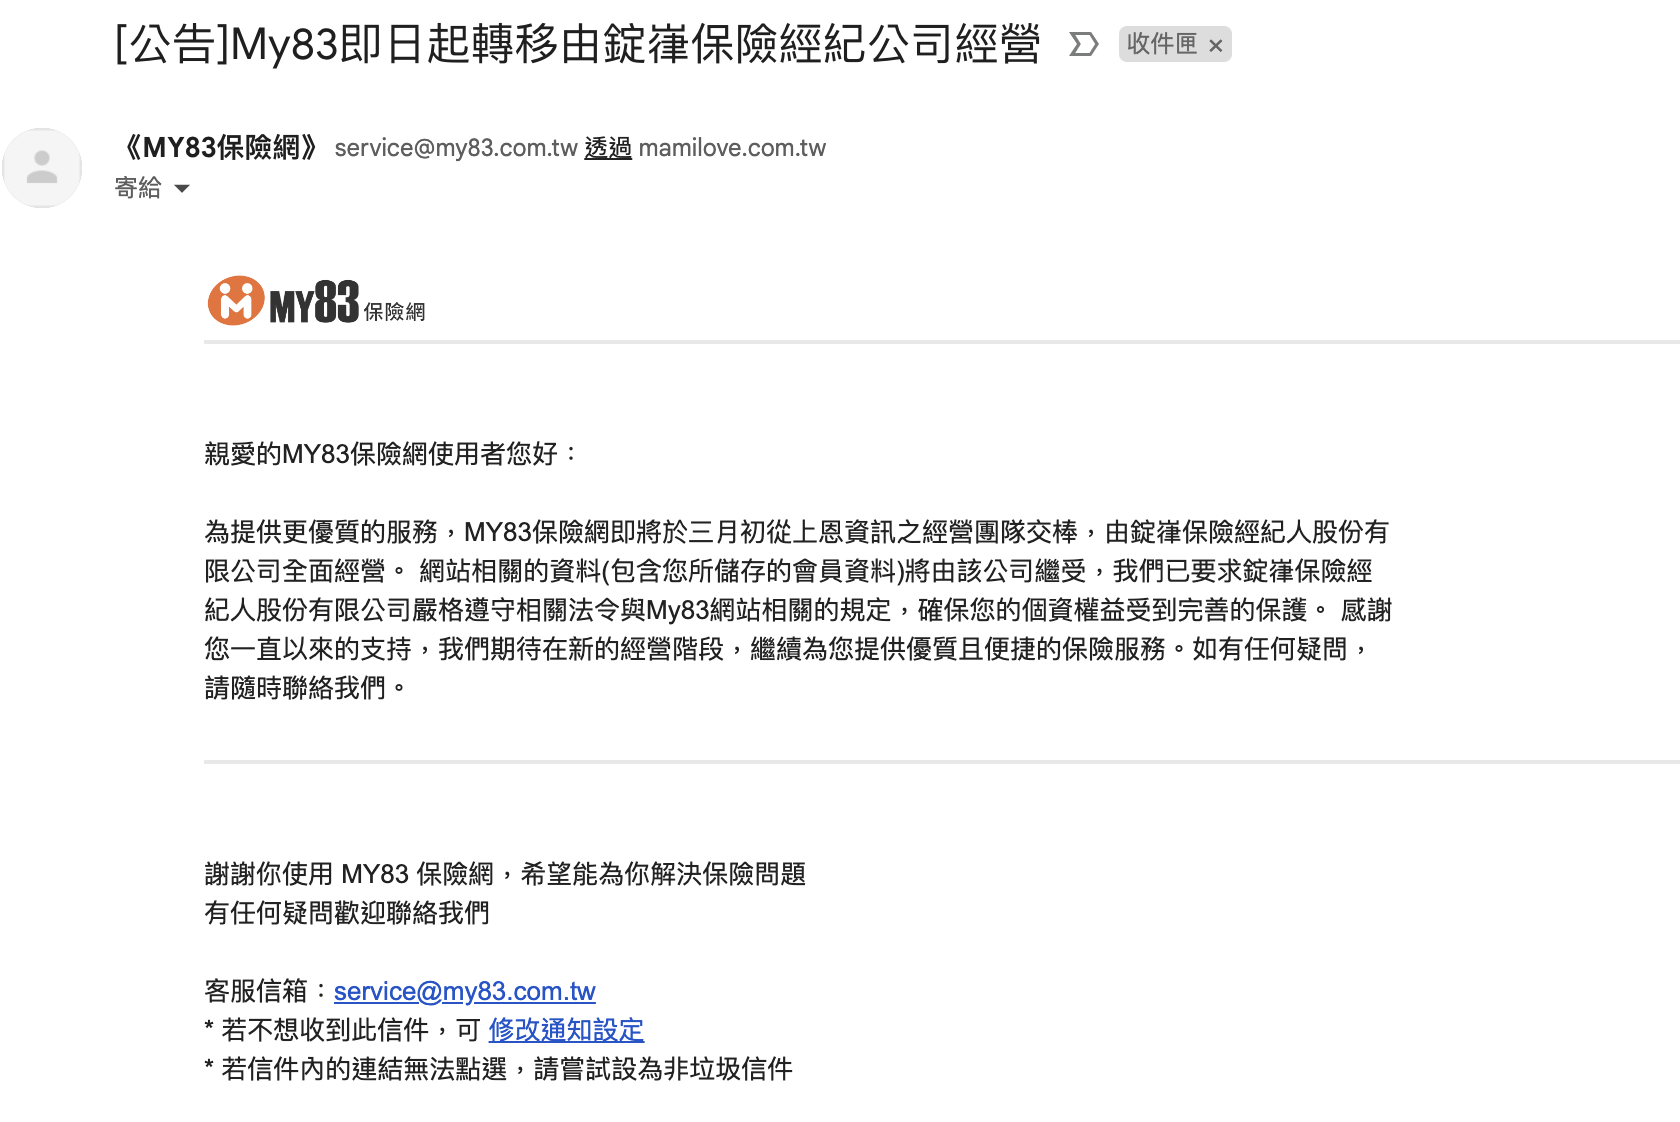 [公告]My83即日起轉移由錠嵂保險經紀公司經營 收件匣 ×
《MY83保險網》 service@my83.com.tw 透過 mamilove.com.tw
寄給
MY83 保險網
親愛的MY83保險網使用者您好：
為提供更優質的服務，MY83保險網即將於三月初從上恩資訊之經營團隊交棒，由錠嵂保險經紀人股份有
限公司全面經營。 網站相關的資料(包含您所儲存的會員資料)將由該公司繼受，我們已要求錠嵂保險經
紀人股份有限公司嚴格遵守相關法令與My83網站相關的規定，確保您的個資權益受到完善的保護。 感謝
您一直以來的支持，我們期待在新的經營階段，繼續為您提供優質且便捷的保險服務。如有任何疑問，
請隨時聯絡我們。
謝謝你使用 MY83 保險網，希望能為你解決保險問題
有任何疑問歡迎聯絡我們
客服信箱：service@my83.com.tw
* 若不想收到此信件，可 修改通知設定
* 若信件內的連結無法點選，請嘗試設為非垃圾信件